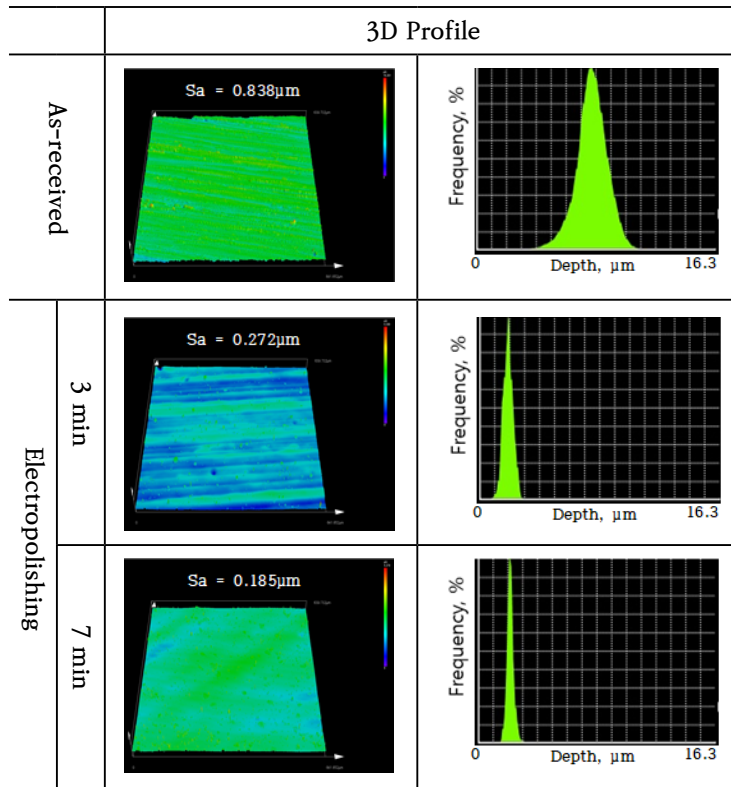 3D Profile
As-received
Sa = 0.838µm
Frequency, %
0
Depth, µm
16.3
Electropolishing
3 min
Sa = 0.272µm
Frequency, %
0
Depth, µm
16.3
7 min
Sa = 0.185µm
Frequency, %
0
Depth, µm
16.3